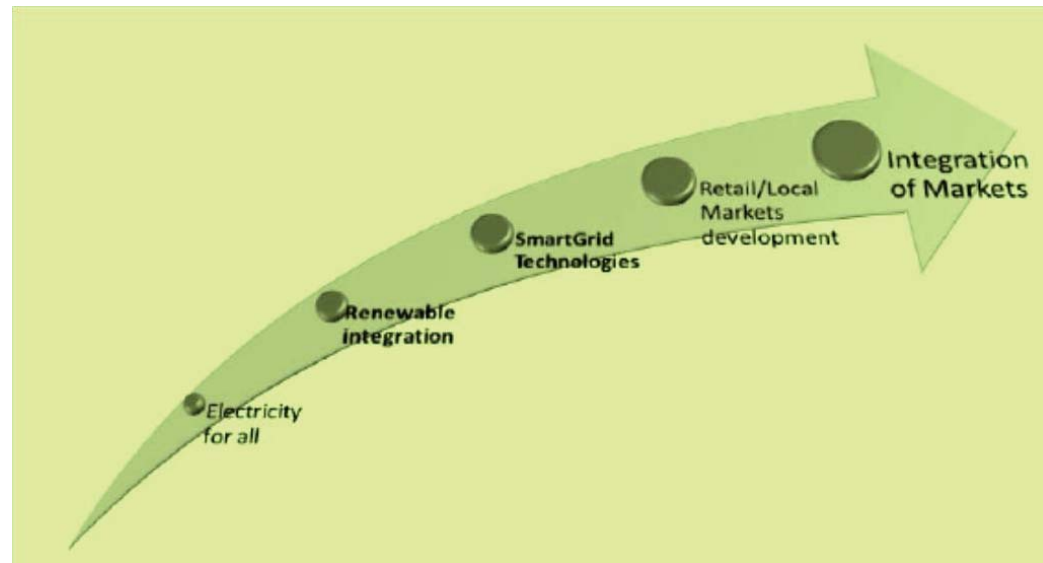 Electricity
for all
Renewable
integration
SmartGrid
Technologies
Retail/Local
Markets
development
Integration
of Markets